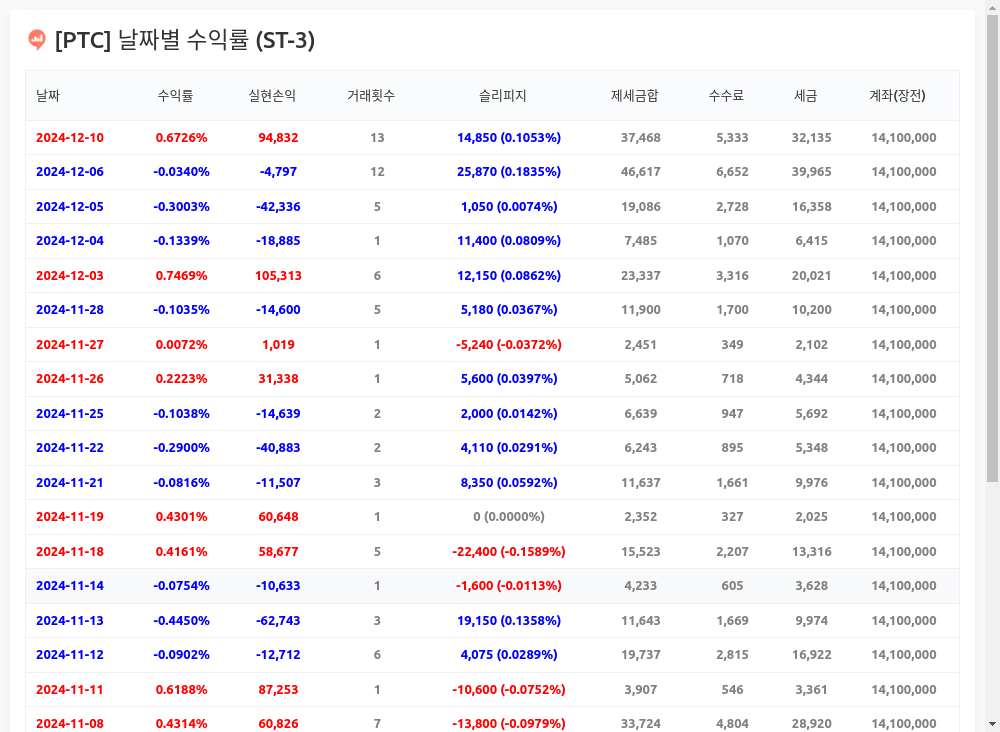 [PTC] 날짜별 수익률 (ST-3)
날짜 수익률 실현손익 거래횟수 슬리피지 제세금합 수수료 세금 계좌(장전)
2024-12-10 0.6726% 94,832 13 14,850 (0.1053%) 37,468 5,333 32,135 14,100,000
2024-12-06 -0.0340% -4,797 12 25,870 (0.1835%) 46,617 6,652 39,965 14,100,000
2024-12-05 -0.3003% -42,336 5 1,050 (0.0074%) 19,086 2,728 16,358 14,100,000
2024-12-04 -0.1339% -18,885 1 11,400 (0.0809%) 7,485 1,070 6,415 14,100,000
2024-12-03 0.7469% 105,313 6 12,150 (0.0862%) 23,337 3,316 20,021 14,100,000
2024-11-28 -0.1035% -14,600 5 5,180 (0.0367%) 11,900 1,700 10,200 14,100,000
2024-11-27 0.0072% 1,019 1 -5,240 (-0.0372%) 2,451 349 2,102 14,100,000
2024-11-26 0.2223% 31,338 1 5,600 (0.0397%) 5,062 718 4,344 14,100,000
2024-11-25 -0.1038% -14,639 2 2,000 (0.0142%) 6,639 947 5,692 14,100,000
2024-11-22 -0.2900% -40,883 2 4,110 (0.0291%) 6,243 895 5,348 14,100,000
2024-11-21 -0.0816% -11,507 3 8,350 (0.0592%) 11,637 1,661 9,976 14,100,000
2024-11-19 0.4301% 60,648 1 0 (0.0000%) 2,352 327 2,025 14,100,000
2024-11-18 0.4161% 58,677 5 -22,400 (-0.1589%) 15,523 2,207 13,316 14,100,000
2024-11-14 -0.0754% -10,633 1 -1,600 (-0.0113%) 4,233 605 3,628 14,100,000
2024-11-13 -0.4450% -62,743 3 19,150 (0.1358%) 11,643 1,669 9,974 14,100,000
2024-11-12 -0.0902% -12,712 6 4,075 (0.0289%) 19,737 2,815 16,922 14,100,000
2024-11-11 0.6188% 87,253 1 -10,600 (-0.0752%) 3,907 546 3,361 14,100,000
2024-11-08 0.4314% 60,826 7 -13,800 (-0.0979%) 33,724 4,804 28,920 14,100,000